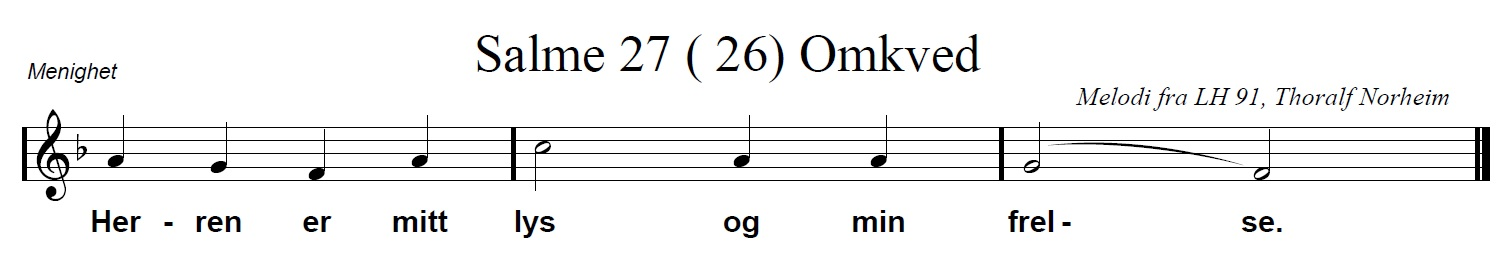 Salme 27 ( 26) Omkved
Menighet
Melodi fra LH 91, Thoralf Norheim
Her - ren er mitt lys og min frel - se.